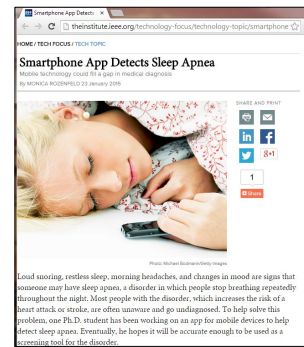 Smartphone App Detects
theinstitute.ieee.org/technology-focus/technology-topic/smartphone
HOME / TECH FOCUS / TECH TOPIC
Smartphone App Detects Sleep Apnea
Mobile technology could fill a gap in medical diagnosis
By MONICA ROZENFELD 23 January 2015
SHARE AND PRINT
in
f
g+1
1
Share
Photo: Michael Bodmann/Getty Images
Loud snoring, restless sleep, morning headaches, and changes in mood are signs that
someone may have sleep apnea, a disorder in which people stop breathing repeatedly
throughout the night. Most people with the disorder, which increases the risk of a
heart attack or stroke, are often unaware and go undiagnosed. To help solve this
problem, one Ph.D. student has been working on an app for mobile devices to help
detect sleep apnea. Eventually, he hopes it will be accurate enough to be used as a
screening tool for the disorder.